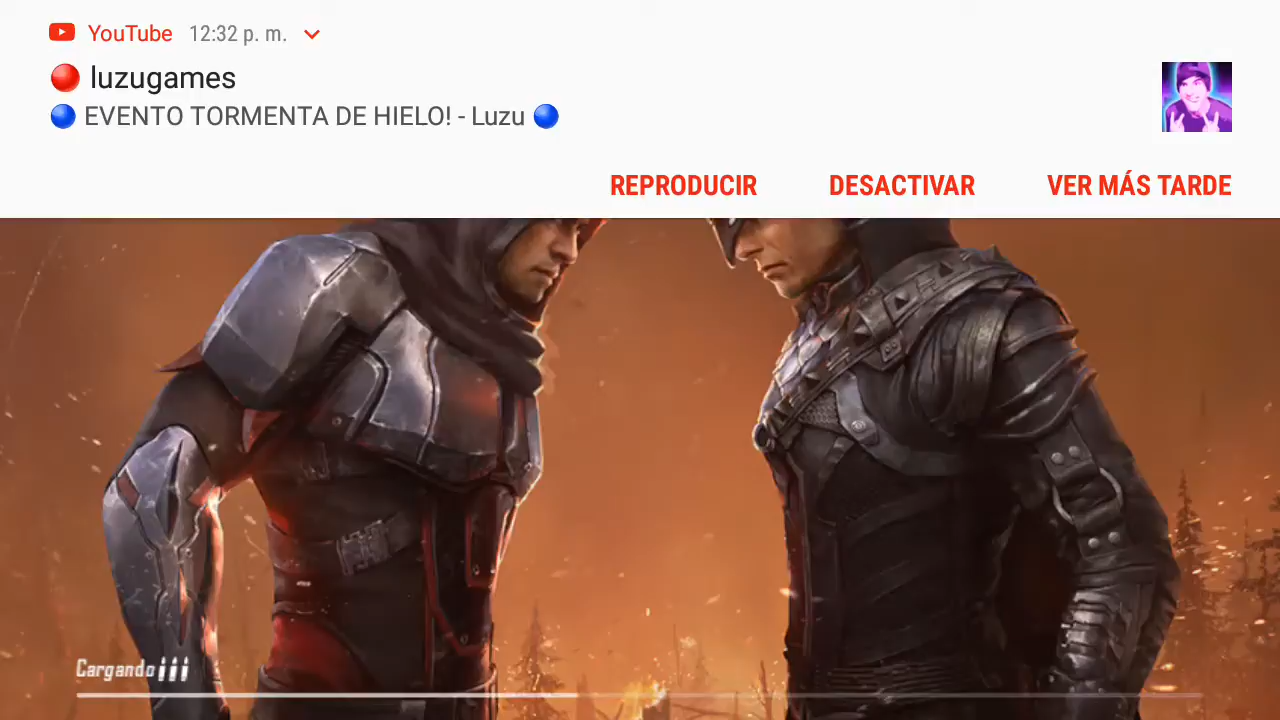 YouTube 12:32 p. m.
luzugames
EVENTO TORMENTA DE HIELO! - Luzu
REPRODUCIR DESACTIVAR VER MÁS TARDE
Cargando¡¡¡